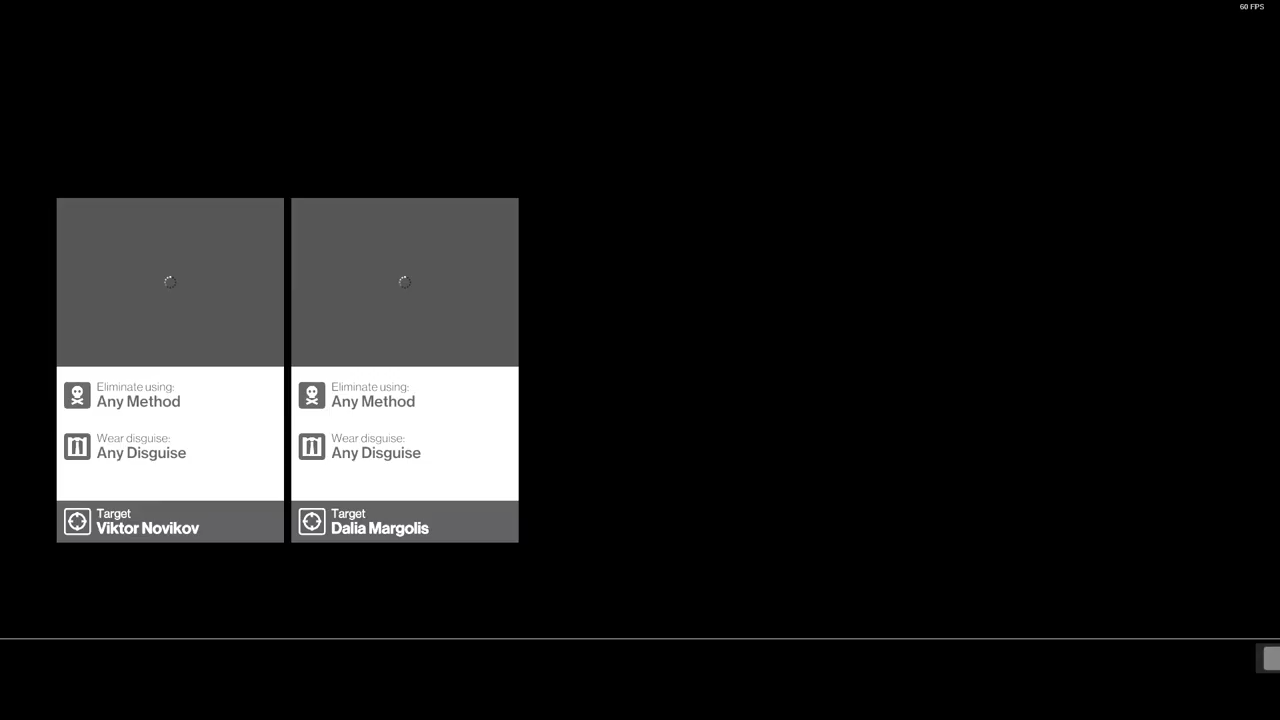 60 FPS
Eliminate using:
Any Method
Wear disguise:
Any Disguise
Target
Viktor Novikov
Eliminate using:
Any Method
Wear disguise:
Any Disguise
Target
Dalia Margolis